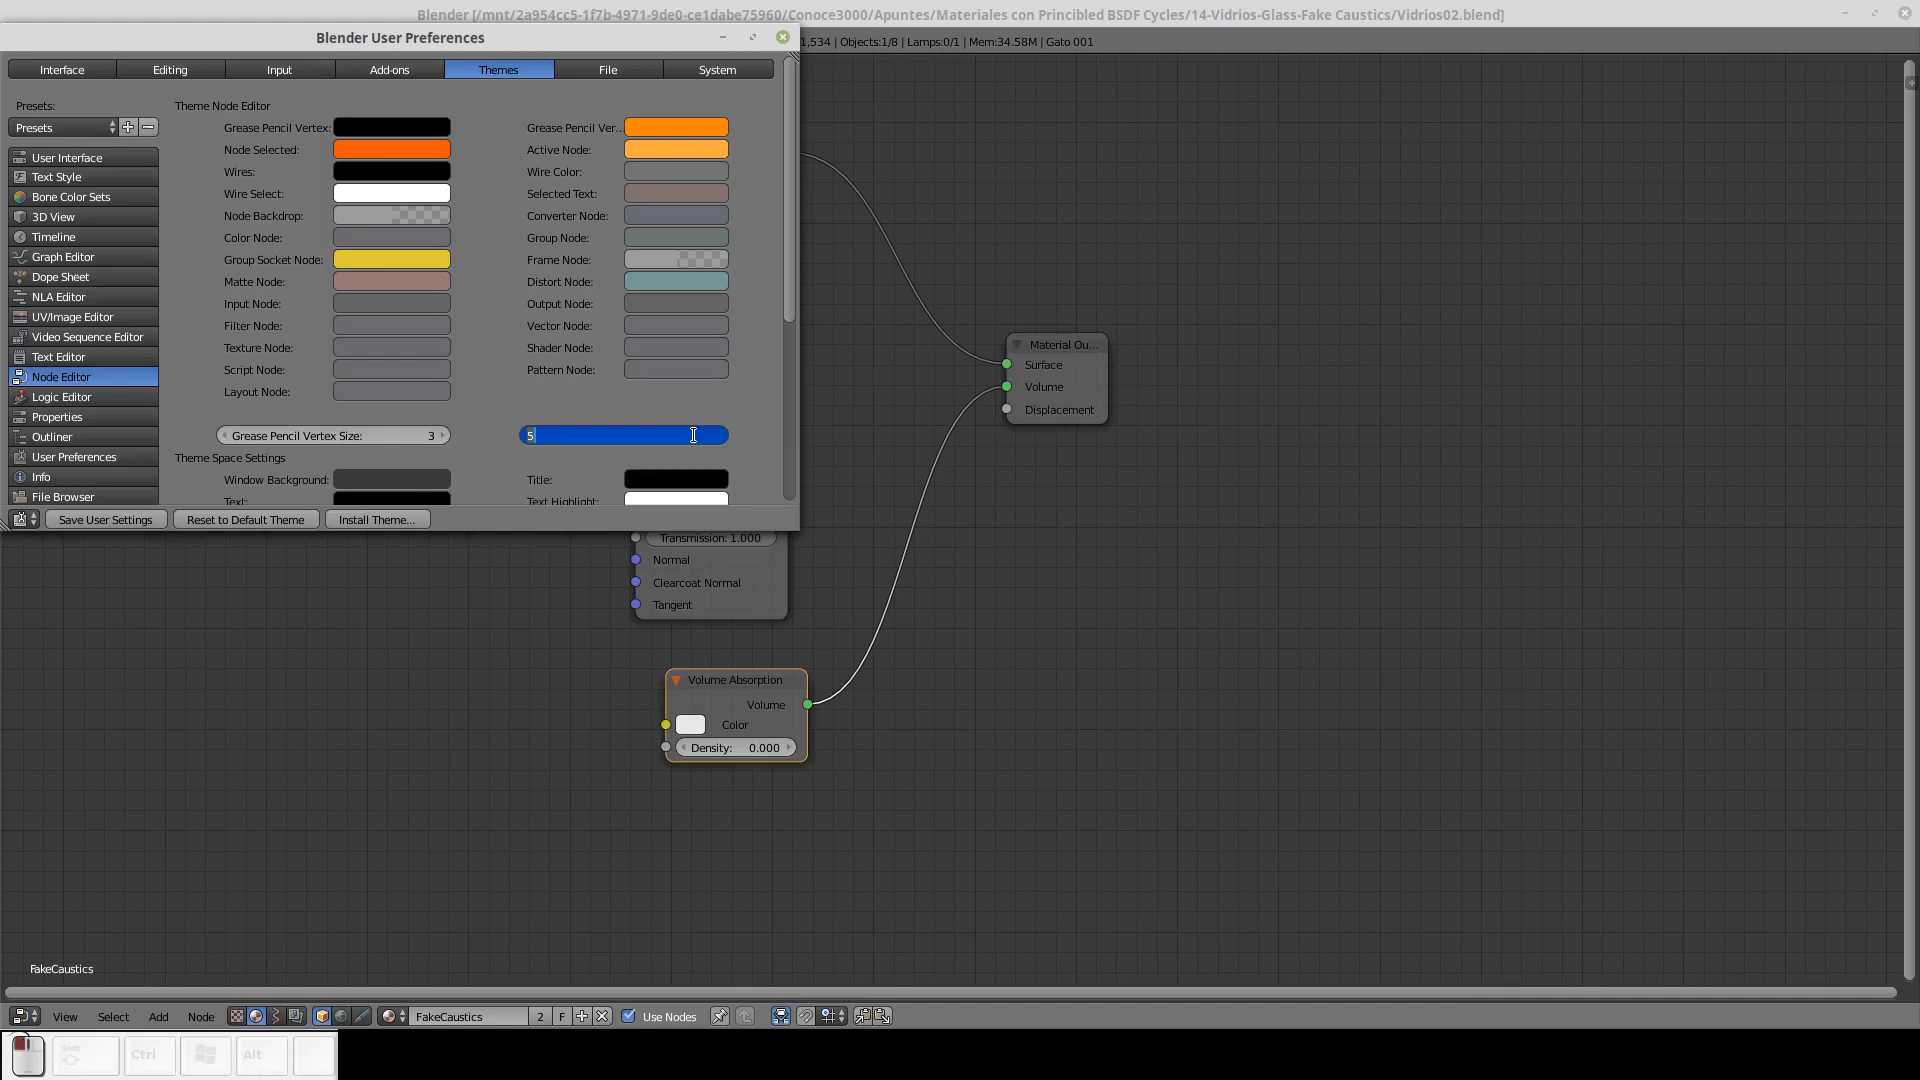 Blender [/mnt/2a954cc5-1f7b-4971-9de0-ce1dabe75960/Conoce3000/Apuntes/Materiales con Princibled BSDF Cycles/14-Vidrios-Glass-Fake Caustics/Vidrios02.blend]
Blender User Preferences
1,534 | Objects:1/8 | Lamps:0/1 | Mem:34.58M | Gato 001
Interface Editing Input Add-ons Themes File System
Presets:
Presets
User Interface
Text Style
Bone Color Sets
3D View
Timeline
Graph Editor
Dope Sheet
NLA Editor
UV/Image Editor
Video Sequence Editor
Text Editor
Node Editor
Logic Editor
Properties
Outliner
User Preferences
Info
File Browser
Theme Node Editor
Grease Pencil Vertex: Grease Pencil Ver...
Node Selected: Active Node:
Wires: Wire Color:
Wire Select: Selected Text:
Node Backdrop: Converter Node:
Color Node: Group Node:
Group Socket Node: Frame Node:
Matte Node: Distort Node:
Input Node: Output Node:
Filter Node: Vector Node:
Texture Node: Shader Node:
Script Node: Pattern Node:
Layout Node:
Grease Pencil Vertex Size: 3 5
Theme Space Settings
Window Background: Title:
Text: Text Highlight:
Save User Settings Reset to Default Theme Install Theme...
Material Ou...
Surface
Volume
Displacement
Transmission: 1.000
Normal
Clearcoat Normal
Tangent
Volume Absorption
Volume
Color
Density: 0.000
FakeCaustics
View Select Add Node FakeCaustics 2 F Use Nodes
Shift Ctrl Alt